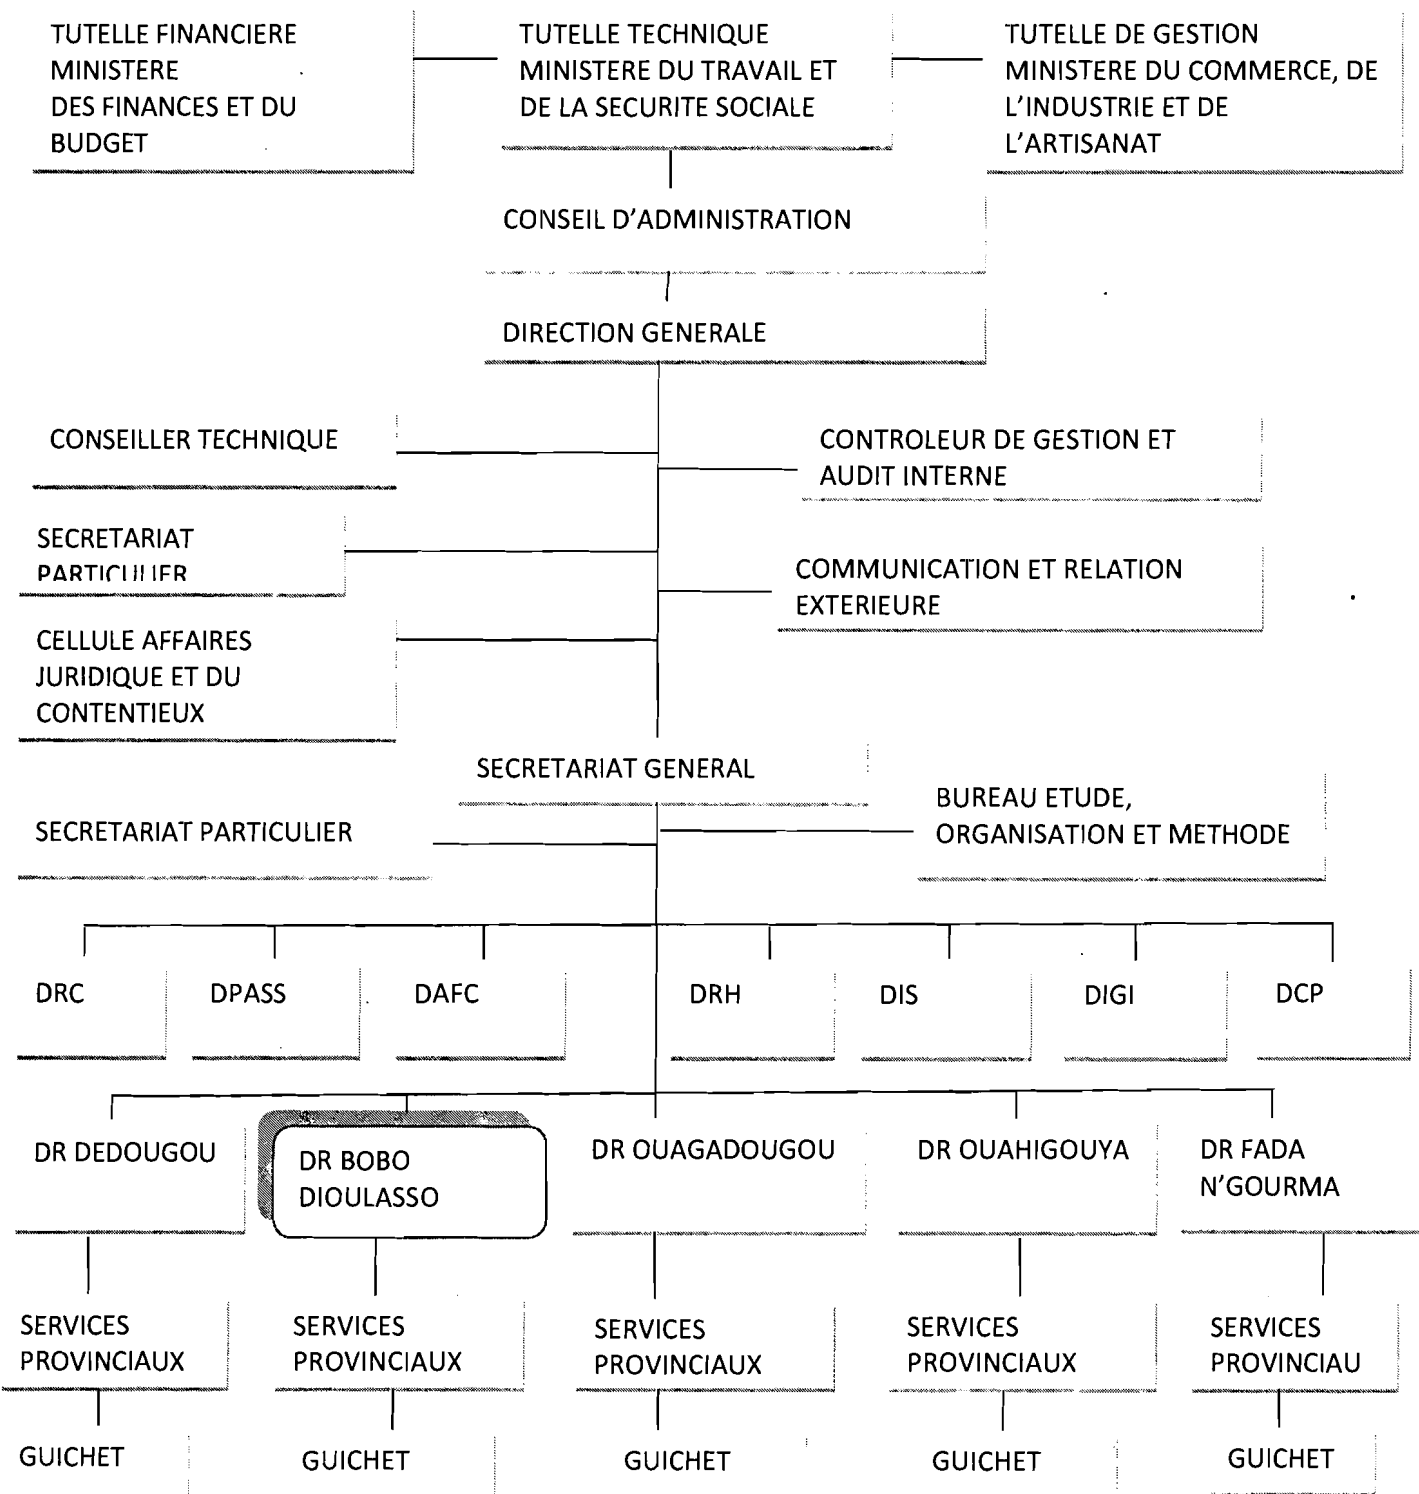 TUTELLE FINANCIERE
MINISTERE
DES FINANCES ET DU
BUDGET
TUTELLE TECHNIQUE
MINISTERE DU TRAVAIL ET
DE LA SECURITE SOCIALE
TUTELLE DE GESTION
MINISTERE DU COMMERCE, DE
L'INDUSTRIE ET DE
L'ARTISANAT
CONSEIL D'ADMINISTRATION
DIRECTION GENERALE
CONSEILLER TECHNIQUE
CONTROLEUR DE GESTION ET
AUDIT INTERNE
SECRETARIAT
PARTICULIER
COMMUNICATION ET RELATION
EXTERIEURE
CELLULE AFFAIRES
JURIDIQUE ET DU
CONTENTIEUX
SECRETARIAT GENERAL
SECRETARIAT PARTICULIER
BUREAU ETUDE,
ORGANISATION ET METHODE
DRC
DPASS
DAFC
DRH
DIS
DIGI
DCP
DR DEDOUGOU
DR BOBO
DIOULASSO
DR OUAGADOUGOU
DR OUAHIGOUYA
DR FADA
N'GOURMA
SERVICES
PROVINCIAUX
SERVICES
PROVINCIAUX
SERVICES
PROVINCIAUX
SERVICES
PROVINCIAUX
SERVICES
PROVINCIAU
GUICHET
GUICHET
GUICHET
GUICHET
GUICHET